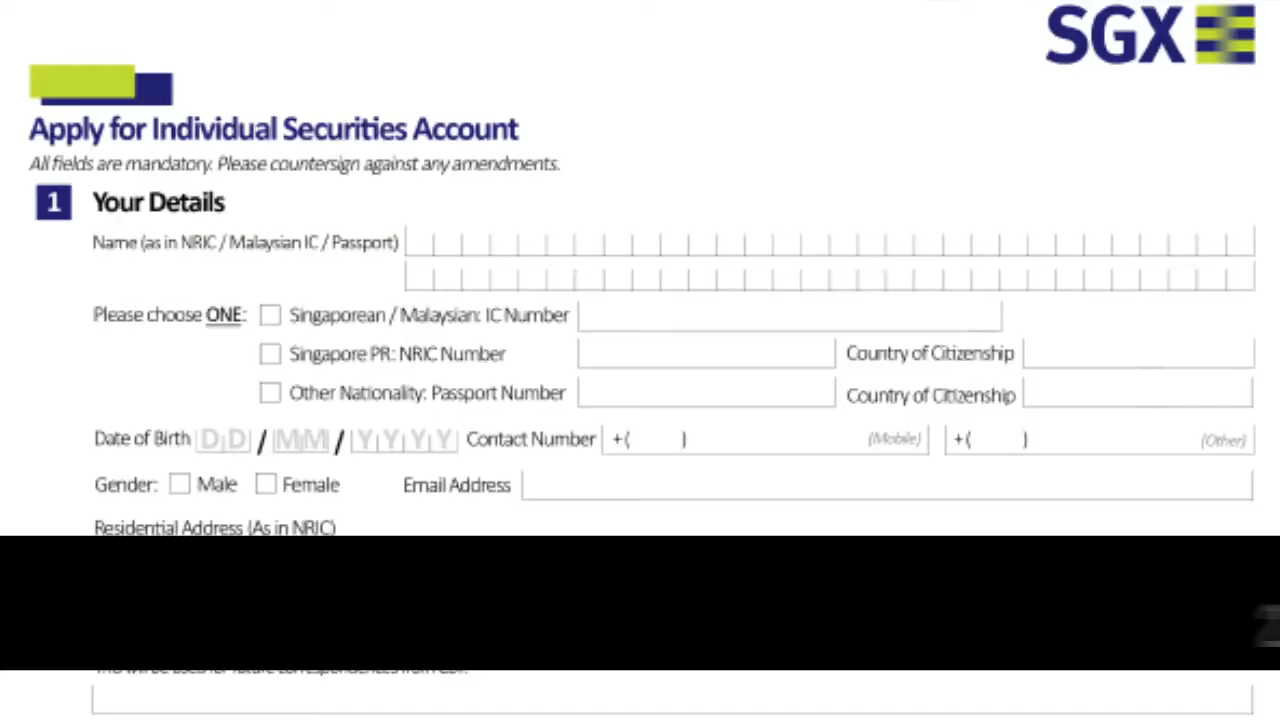 SGX
Apply for Individual Securities Account
All fields are mandatory. Please countersign against any amendments.
1 Your Details
Name (as in NRIC / Malaysian IC / Passport)
Please choose ONE: Singaporean / Malaysian: IC Number
Singapore PR: NRIC Number Country of Citizenship
Other Nationality: Passport Number Country of Citizenship
Date of Birth DD / MM / YYYY Contact Number +( ) (Mobile) +( ) (Other)
Gender: Male Female Email Address
Residential Address (As in NRIC)